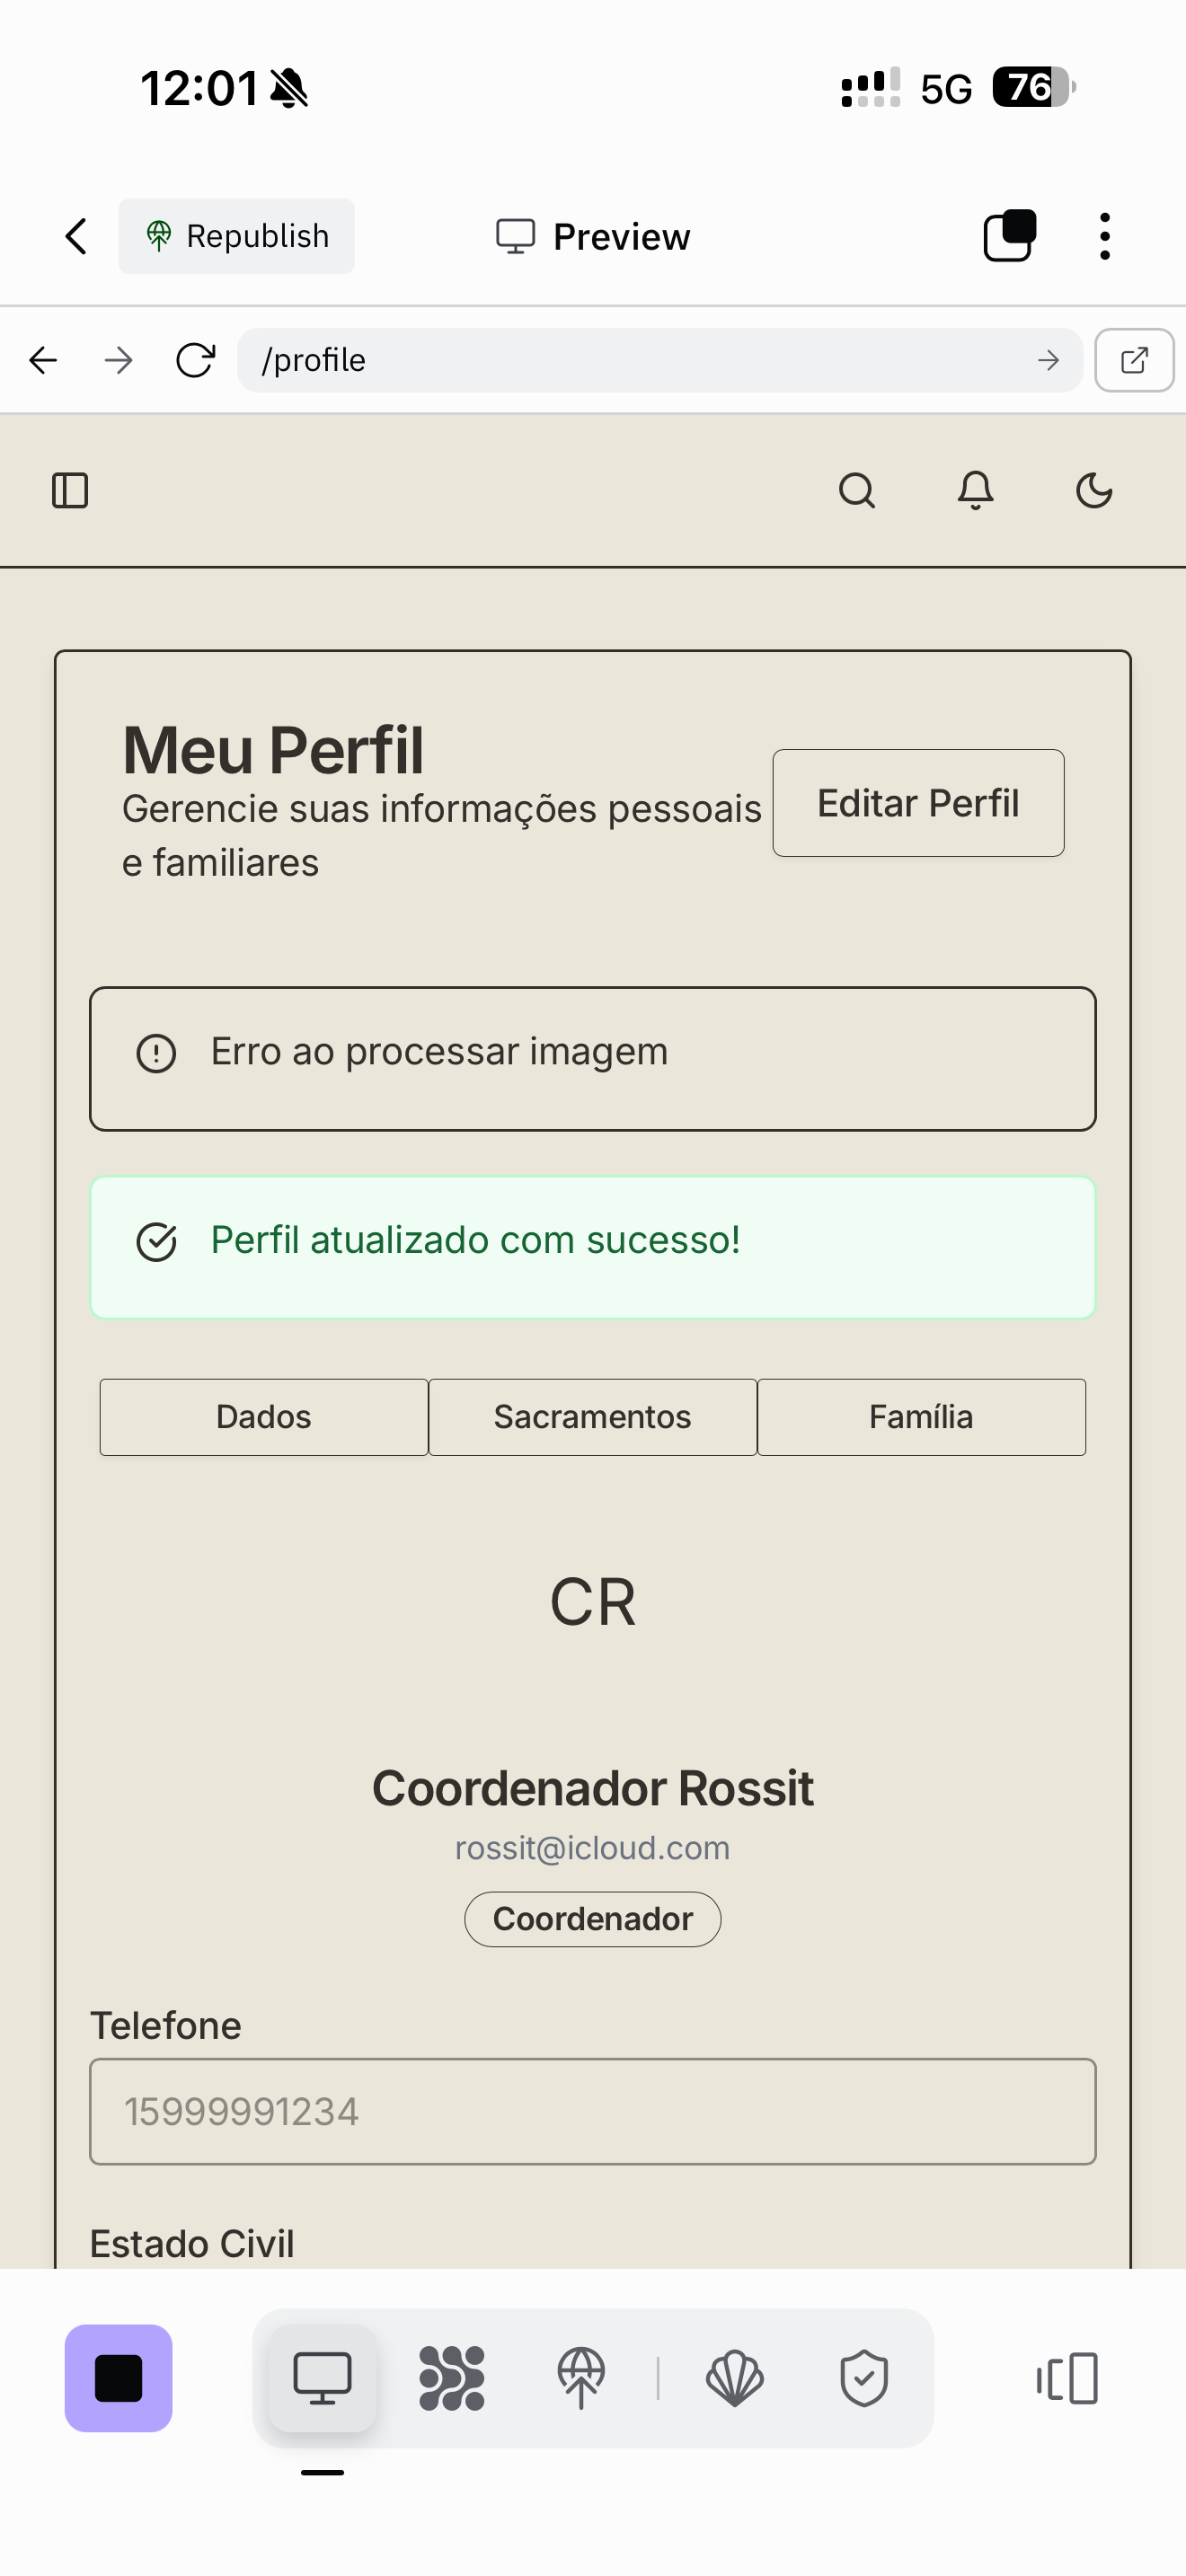 12:01
5G
76
Republish
Preview
/profile
Meu Perfil
Gerencie suas informações pessoais
e familiares
Editar Perfil
Erro ao processar imagem
Perfil atualizado com sucesso!
Dados
Sacramentos
Família
CR
Coordenador Rossit
rossit@icloud.com
Coordenador
Telefone
15999991234
Estado Civil